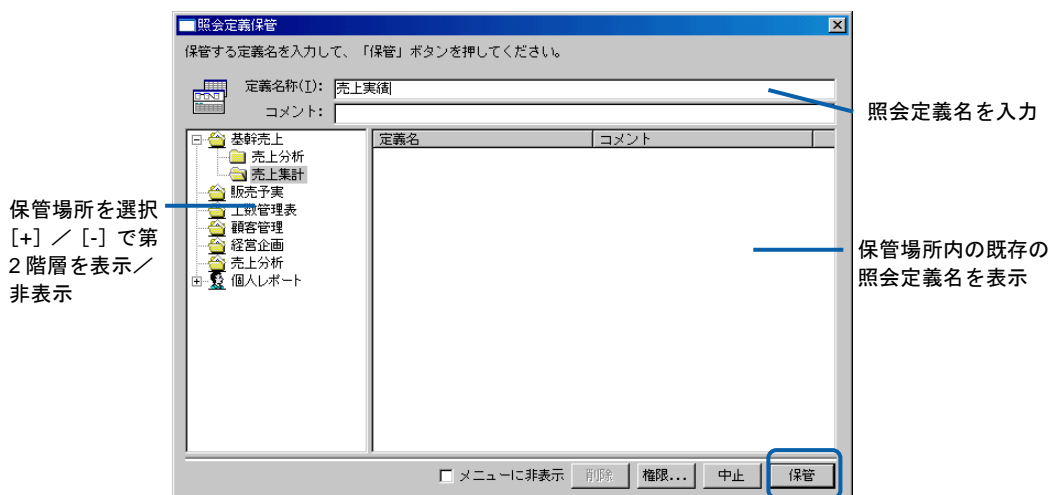 照会定義保管
保管する定義名を入力して、「保管」ボタンを押してください。
定義名称(I): 売上実績
コメント:
照会定義名を入力
定義名 コメント
基幹売上
売上分析
売上集計
販売予実
工数管理表
顧客管理
経営企画
売上分析
個人レポート
保管場所を選択
[+] / [-] で第
2階層を表示/
非表示
保管場所内の既存の
照会定義名を表示
メニューに非表示 削除 権限... 中止 保管